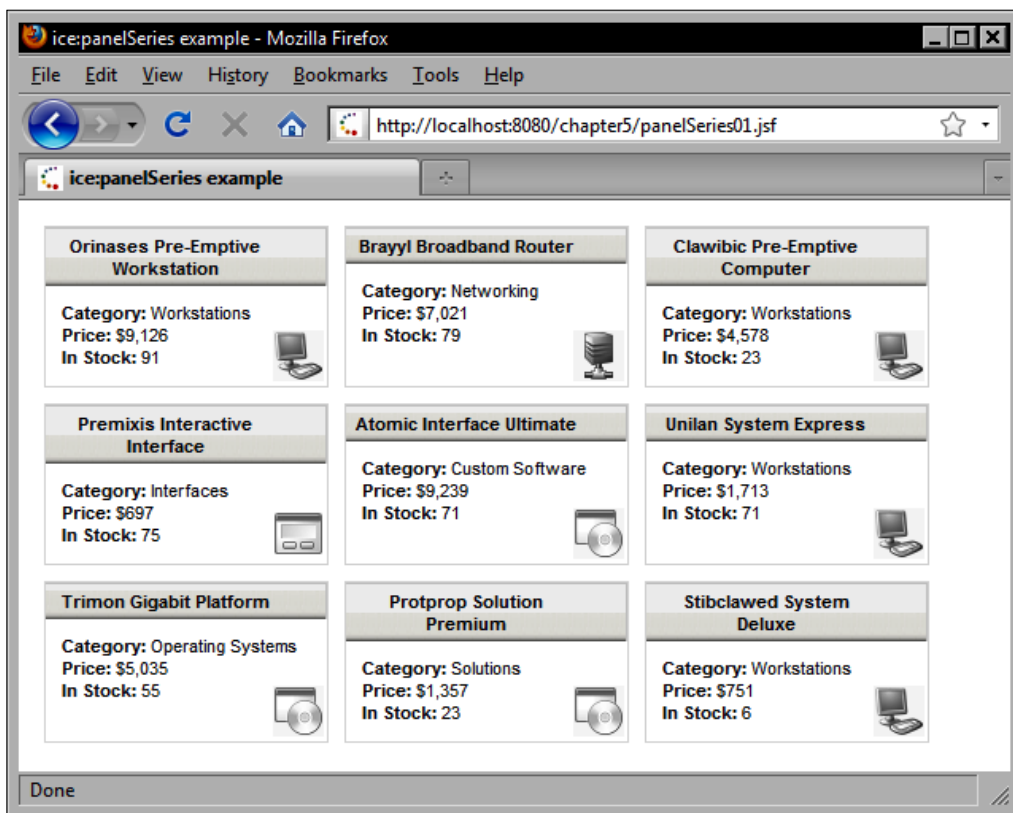 ice:panelSeries example - Mozilla Firefox
File Edit View History Bookmarks Tools Help
http://localhost:8080/chapter5/panelSeries01.jsf
ice:panelSeries example
Orinases Pre-Emptive
Workstation
Category: Workstations
Price: $9,126
In Stock: 91
Brayyl Broadband Router
Category: Networking
Price: $7,021
In Stock: 79
Clawibic Pre-Emptive
Computer
Category: Workstations
Price: $4,578
In Stock: 23
Premixis Interactive
Interface
Category: Interfaces
Price: $697
In Stock: 75
Atomic Interface Ultimate
Category: Custom Software
Price: $9,239
In Stock: 71
Unilan System Express
Category: Workstations
Price: $1,713
In Stock: 71
Trimon Gigabit Platform
Category: Operating Systems
Price: $5,035
In Stock: 55
Protprop Solution
Premium
Category: Solutions
Price: $1,357
In Stock: 23
Stibclawed System
Deluxe
Category: Workstations
Price: $751
In Stock: 6
Done